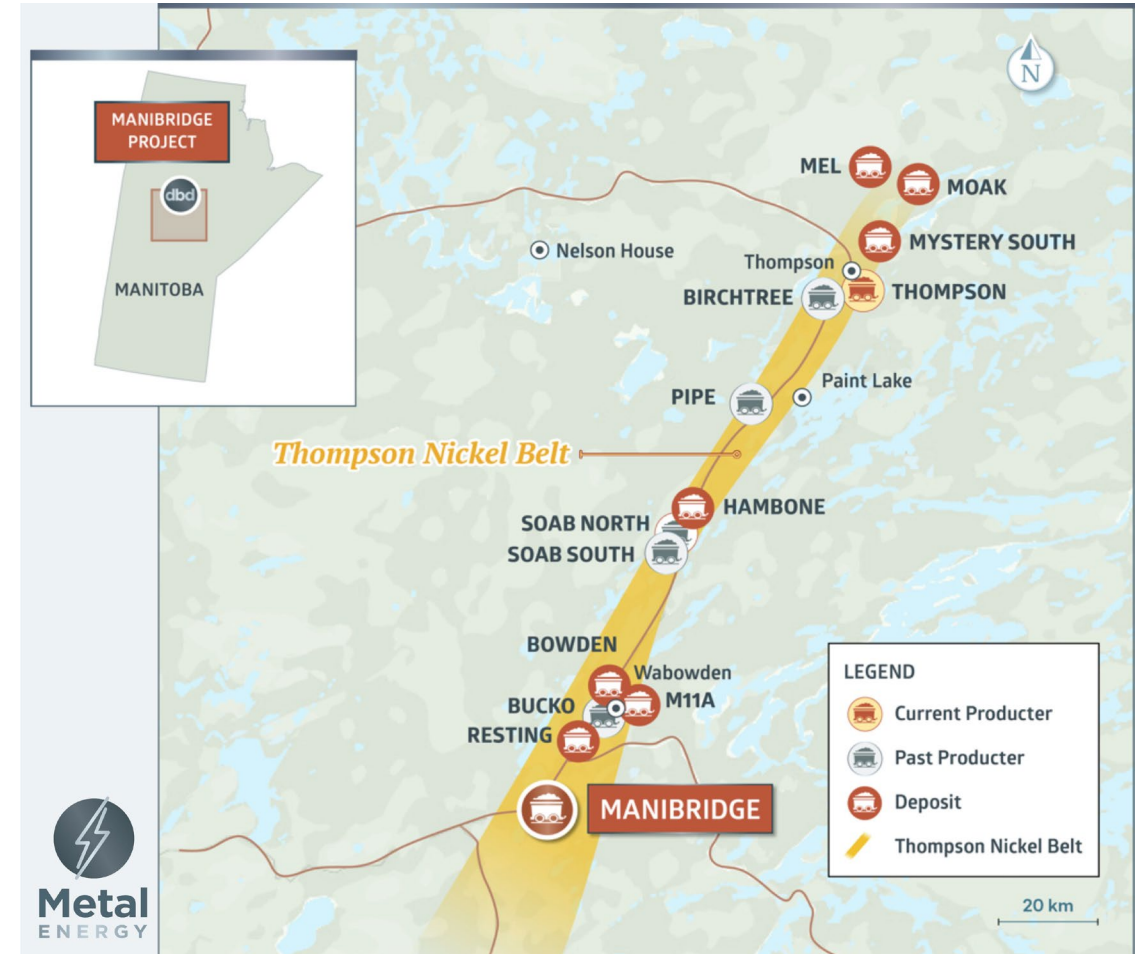 MANIBRIDGE
PROJECT
dbd
MANITOBA
N
MEL
MOAK
MYSTERY SOUTH
Nelson House
Thompson
BIRCHTREE
THOMPSON
Paint Lake
PIPE
Thompson Nickel Belt
HAMBONE
SOAB NORTH
SOAB SOUTH
BOWDEN
Wabowden
BUCKO
M11A
RESTING
MANIBRIDGE
LEGEND
Current Producter
Past Producter
Deposit
Thompson Nickel Belt
20 km
Metal
ENERGY